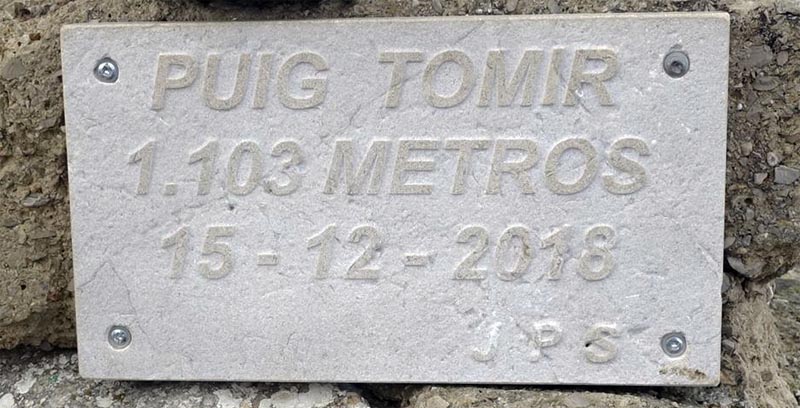 PUIG TOMIR
1.103 METROS
15 - 12 - 2018
J P S